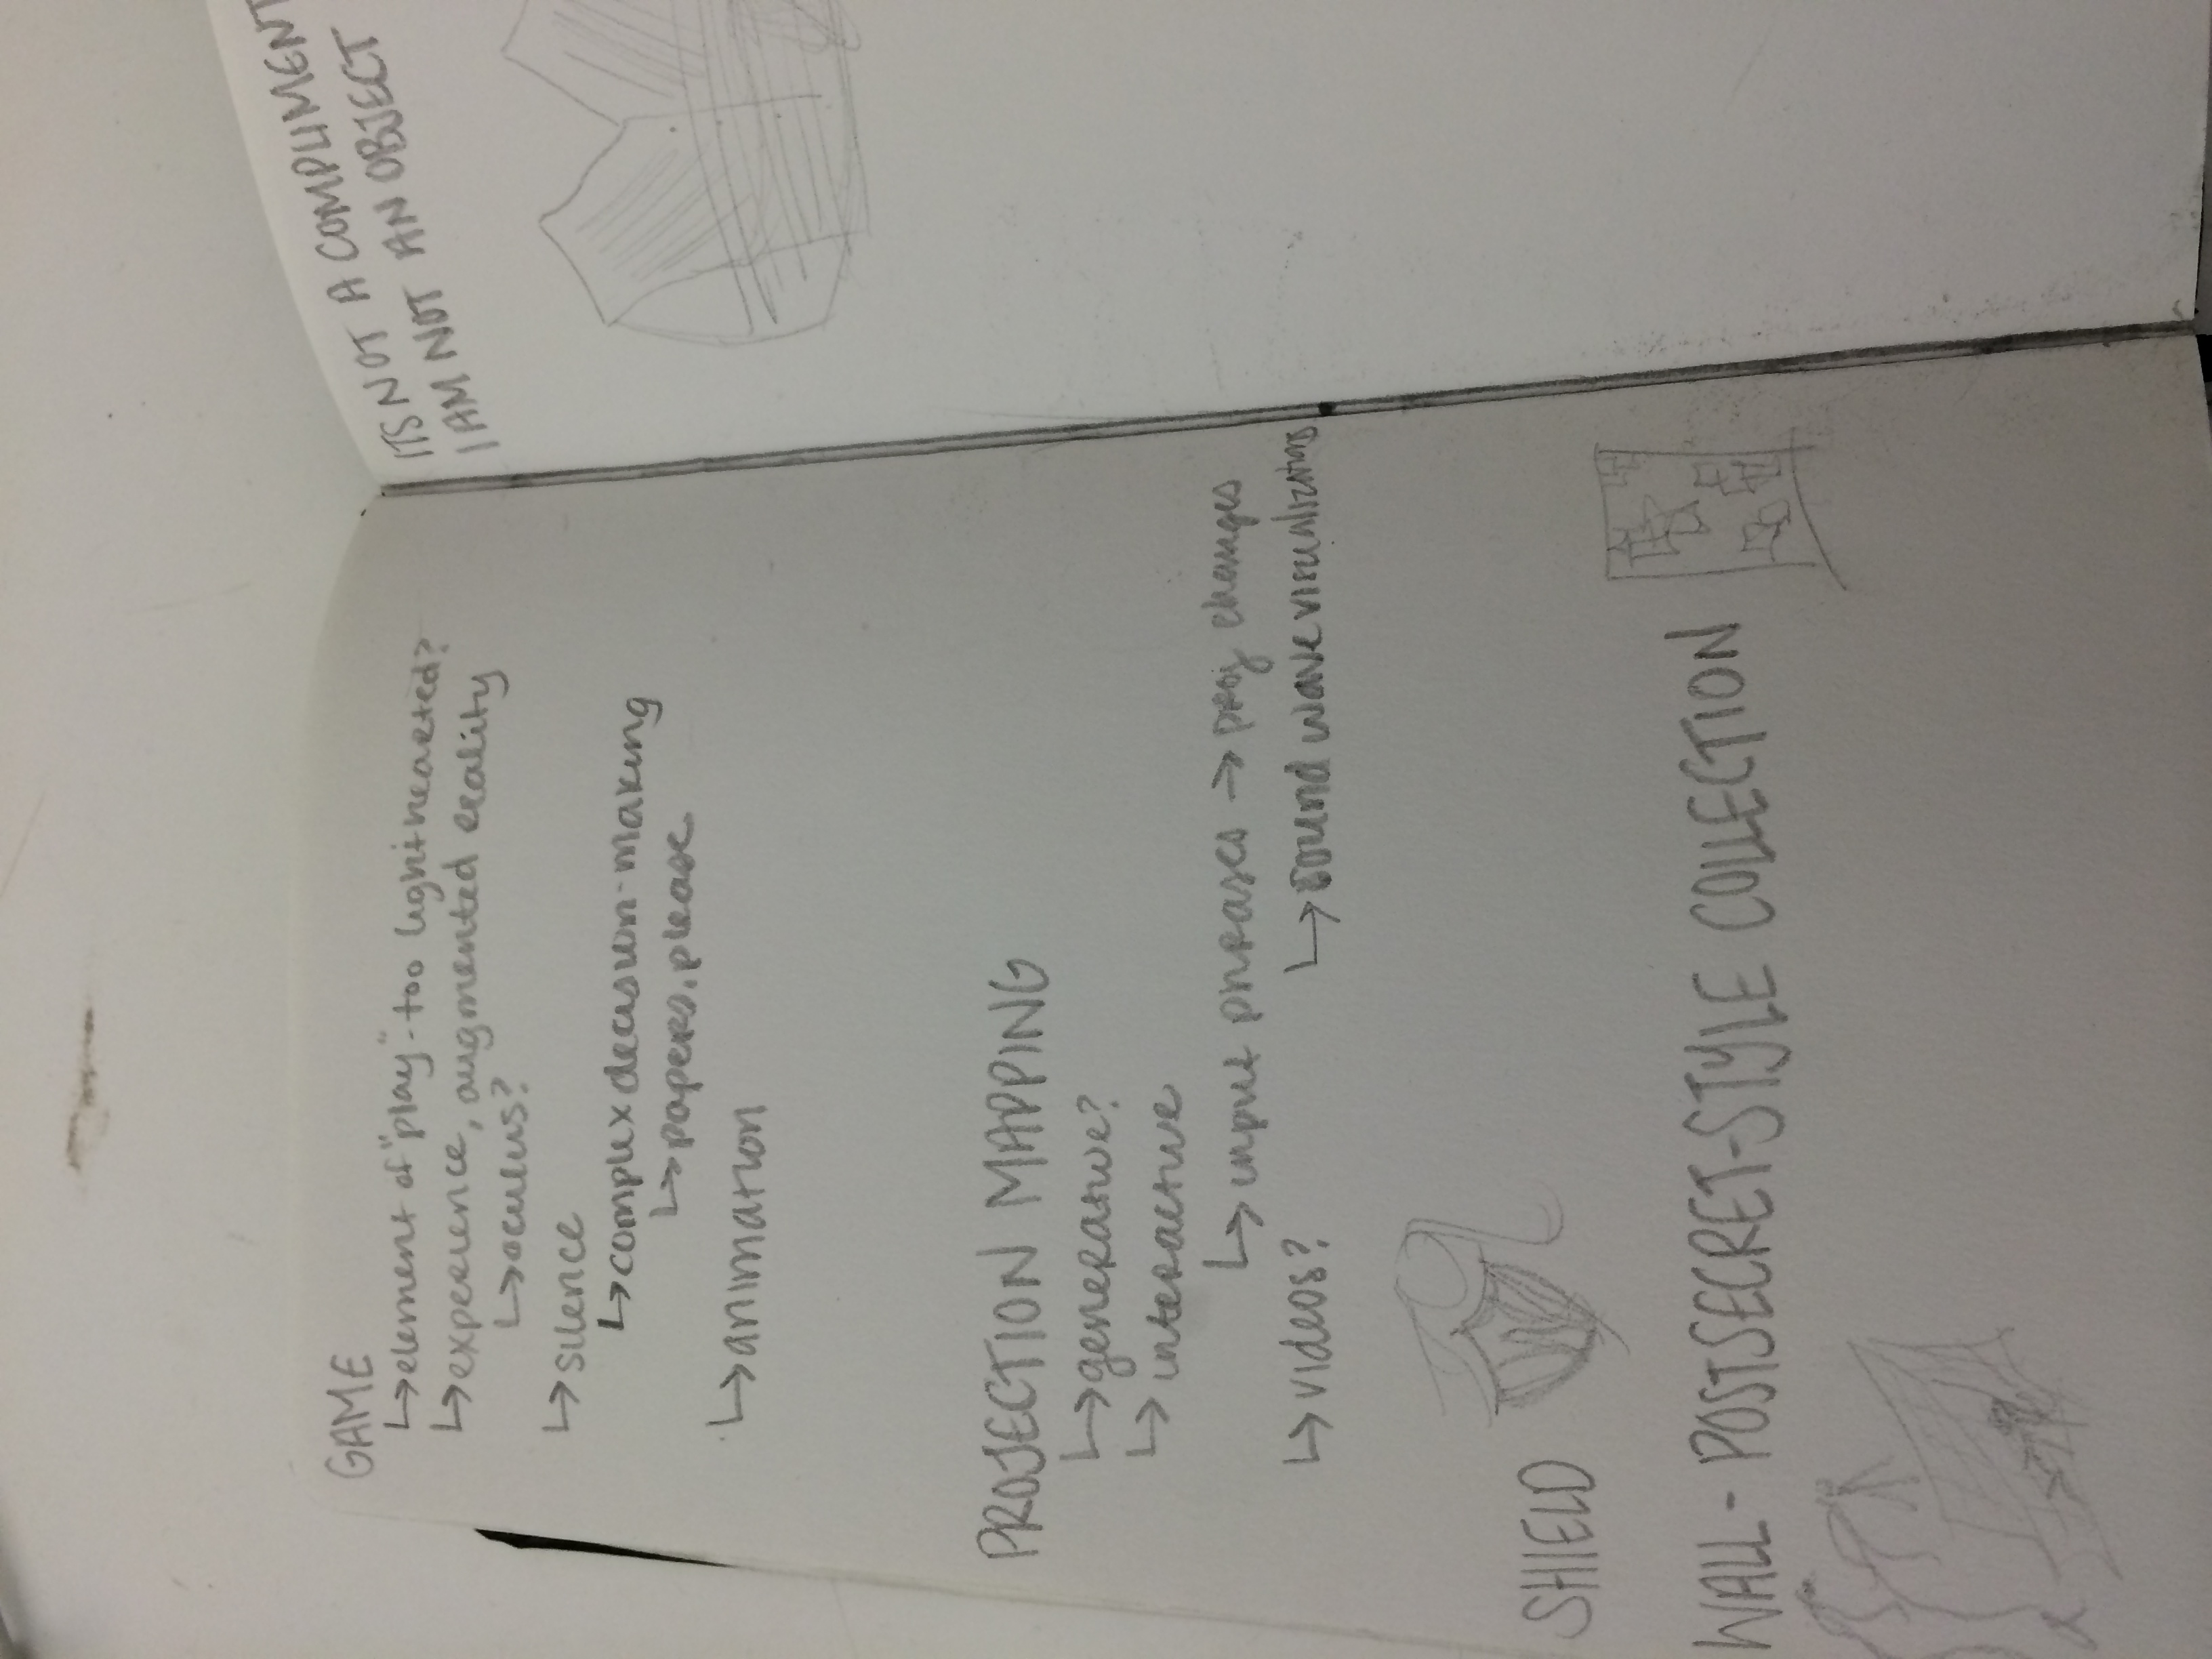 GAME
↳element of "play" - too lighthearted?
↳experience, augmented reality
↳oculus?
↳silence
↳complex decision-making
↳papers, please
↳animation
PROJECTION MAPPING
↳generative?
↳interactive
↳input phrases → proj changes
↳videos? ↳sound wave visualizations
SHIELD
WALL - POSTSECRET-STYLE COLLECTION
ITS NOT A COMPLIMENT
I AM NOT AN OBJECT